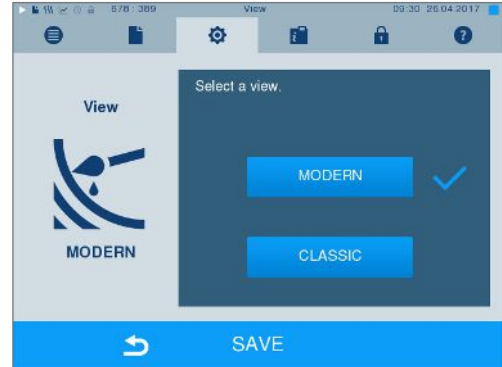 678 : 389 View 09:30 26.04.2017
View
Select a view.
MODERN
MODERN
CLASSIC
SAVE